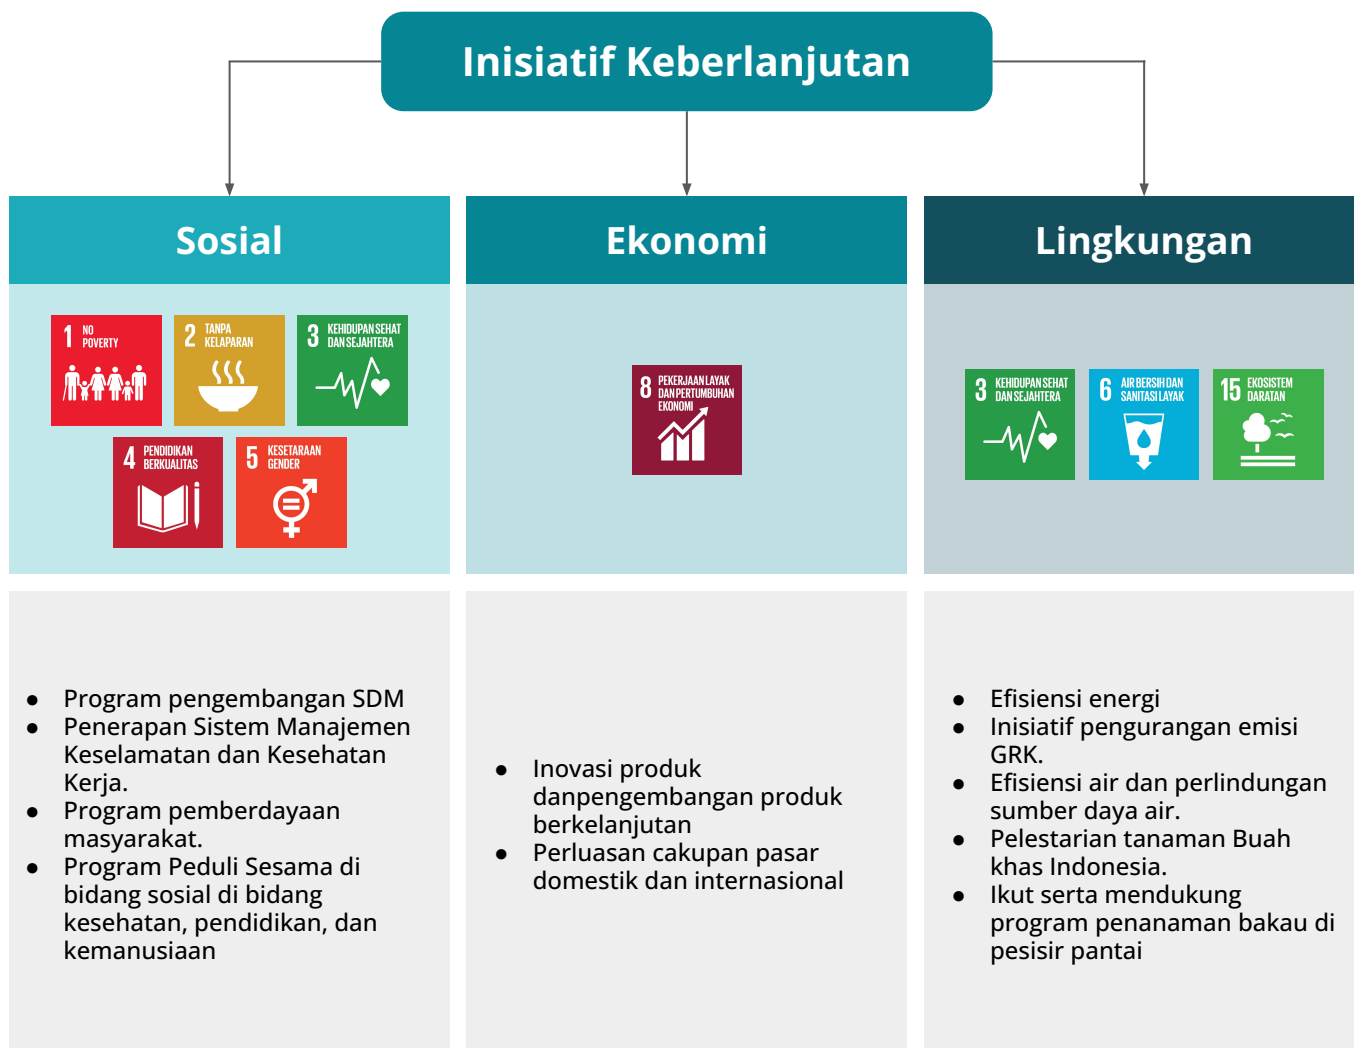 Inisiatif Keberlanjutan
Sosial
1 NO
POVERTY
2 TANPA
KELAPARAN
3 KEHIDUPAN SEHAT
DAN SEJAHTERA
4 PENDIDIKAN
BERKUALITAS
5 KESETARAAN
GENDER
● Program pengembangan SDM
● Penerapan Sistem Manajemen
Keselamatan dan Kesehatan
Kerja.
● Program pemberdayaan
masyarakat.
● Program Peduli Sesama di
bidang sosial di bidang
kesehatan, pendidikan, dan
kemanusiaan
Ekonomi
8 PEKERJAAN LAYAK
DAN PERTUMBUHAN
EKONOMI
● Inovasi produk
danpengembangan produk
berkelanjutan
● Perluasan cakupan pasar
domestik dan internasional
Lingkungan
3 KEHIDUPAN SEHAT
DAN SEJAHTERA
6 AIR BERSIH DAN
SANITASI LAYAK
15 EKOSISTEM
DARATAN
● Efisiensi energi
● Inisiatif pengurangan emisi
GRK.
● Efisiensi air dan perlindungan
sumber daya air.
● Pelestarian tanaman Buah
khas Indonesia.
● Ikut serta mendukung
program penanaman bakau di
pesisir pantai